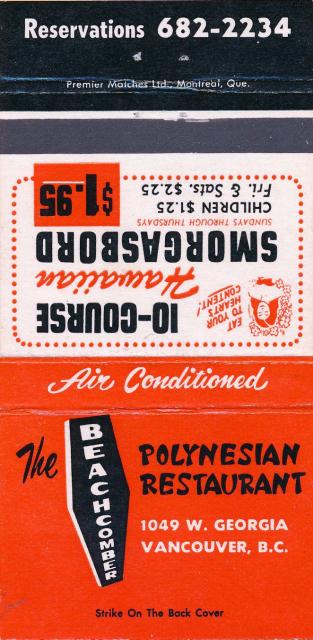 Reservations 682-2234
Premier Matches Ltd., Montreal, Que.
10-COURSE
Hawaiian
SMORGASBORD
SUNDAYS THROUGH THURSDAYS
$1.95
CHILDREN $1.25
Fri. & Sats. $2.25
EAT
TO YOUR
HEART'S
CONTENT!
Air Conditioned
The
BEACHCOMBER
POLYNESIAN
RESTAURANT
1049 W. GEORGIA
VANCOUVER, B.C.
Strike On The Back Cover